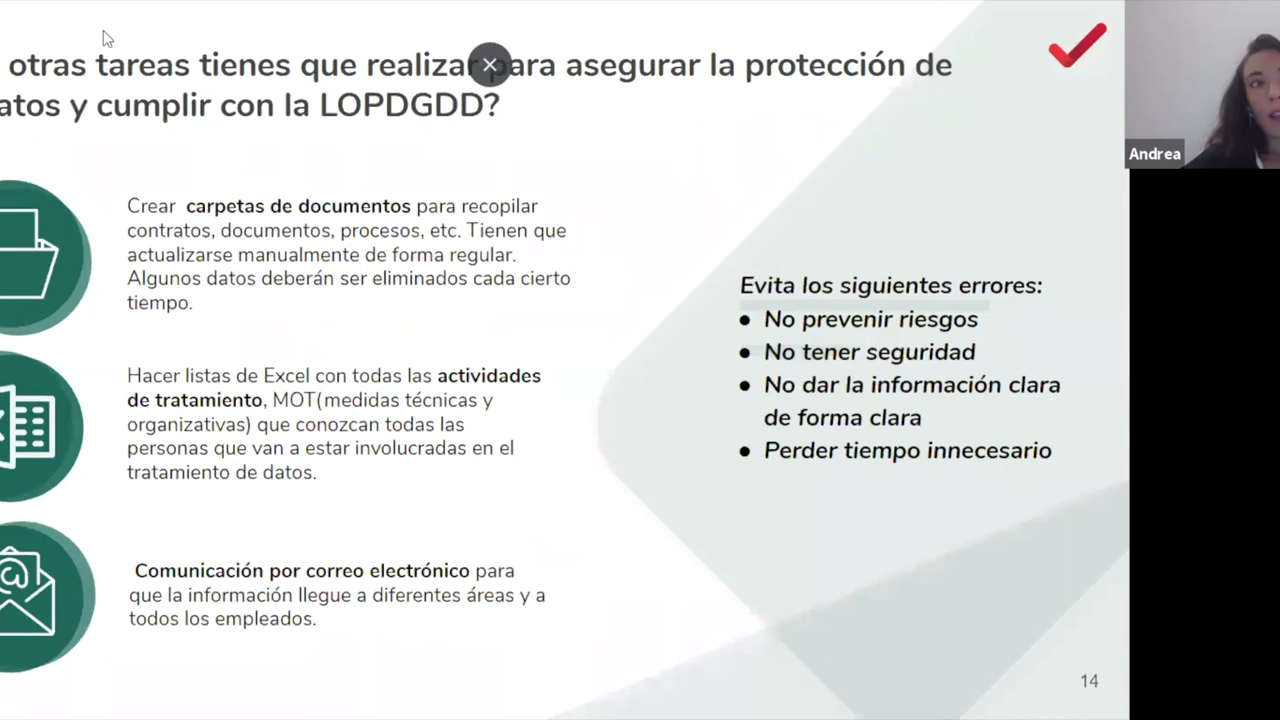 otras tareas tienes que realizar para asegurar la protección de
atos y cumplir con la LOPDGDD?
Andrea
Crear carpetas de documentos para recopilar
contratos, documentos, procesos, etc. Tienen que
actualizarse manualmente de forma regular.
Algunos datos deberán ser eliminados cada cierto
tiempo.
Hacer listas de Excel con todas las actividades
de tratamiento, MOT(medidas técnicas y
organizativas) que conozcan todas las
personas que van a estar involucradas en el
tratamiento de datos.
Comunicación por correo electrónico para
que la información llegue a diferentes áreas y a
todos los empleados.
Evita los siguientes errores:
● No prevenir riesgos
● No tener seguridad
● No dar la información clara
de forma clara
● Perder tiempo innecesario
14